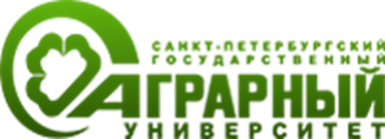 САНКТ-ПЕТЕРБУРГСКИЙ
ГОСУДАРСТВЕННЫЙ
АГРАРНЫЙ
УНИВЕРСИТЕТ